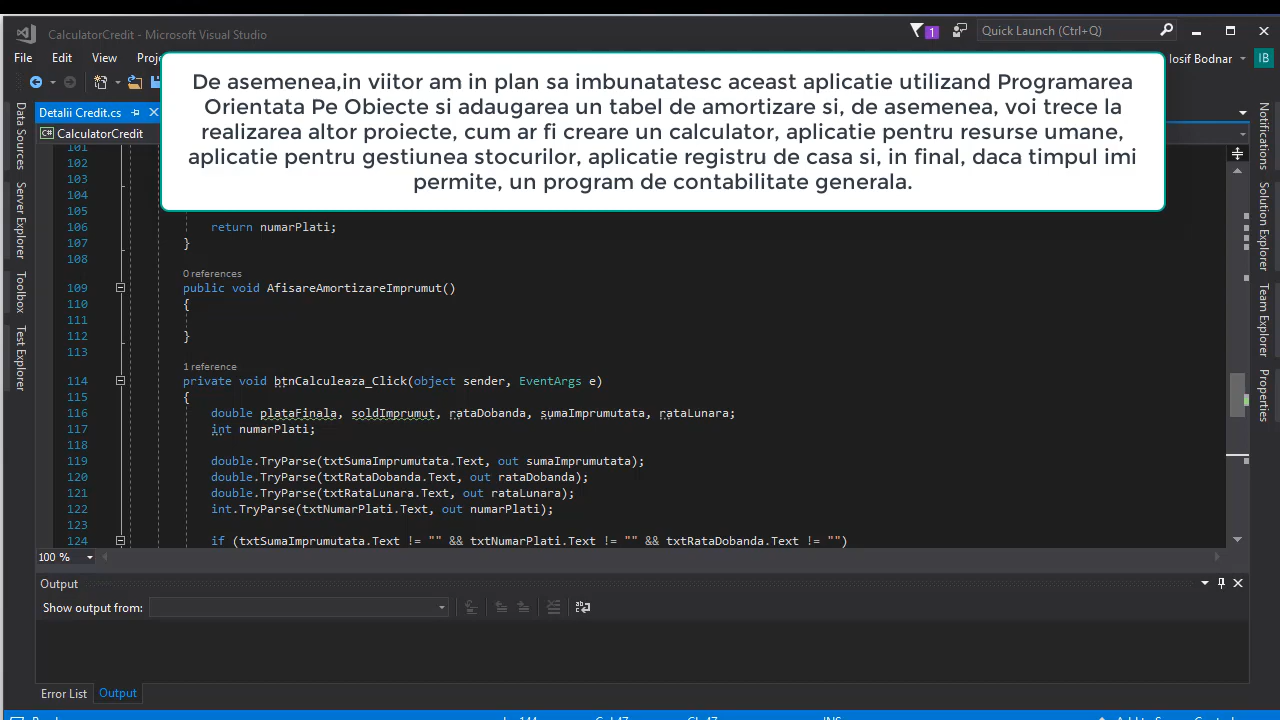 CalculatorCredit - Microsoft Visual Studio
1
Quick Launch (Ctrl+Q)
File
Edit
View
Proj
Iosif Bodnar
IB
De asemenea,in viitor am in plan sa imbunatatesc aceast aplicatie utilizand Programarea
Orientata Pe Obiecte si adaugarea un tabel de amortizare si, de asemenea, voi trece la
realizarea altor proiecte, cum ar fi creare un calculator, aplicatie pentru resurse umane,
aplicatie pentru gestiunea stocurilor, aplicatie registru de casa si, in final, daca timpul imi
permite, un program de contabilitate generala.
Data Sources
Server Explorer
Toolbox
Test Explorer
Detalii Credit.cs
CalculatorCredit
101
102
103
104
105
106 return numarPlati;
107 }
108
0 references
109 public void AfisareAmortizareImprumut()
110 {
111
112 }
113
1 reference
114 private void btnCalculeaza_Click(object sender, EventArgs e)
115 {
116 double plataFinala, soldImprumut, rataDobanda, sumaImprumutata, rataLunara;
117 int numarPlati;
118
119 double.TryParse(txtSumaImprumutata.Text, out sumaImprumutata);
120 double.TryParse(txtRataDobanda.Text, out rataDobanda);
121 double.TryParse(txtRataLunara.Text, out rataLunara);
122 int.TryParse(txtNumarPlati.Text, out numarPlati);
123
124 if (txtSumaImprumutata.Text != "" && txtNumarPlati.Text != "" && txtRataDobanda.Text != "")
100 %
Notifications
Solution Explorer
Team Explorer
Properties
Output
Show output from:
Error List
Output